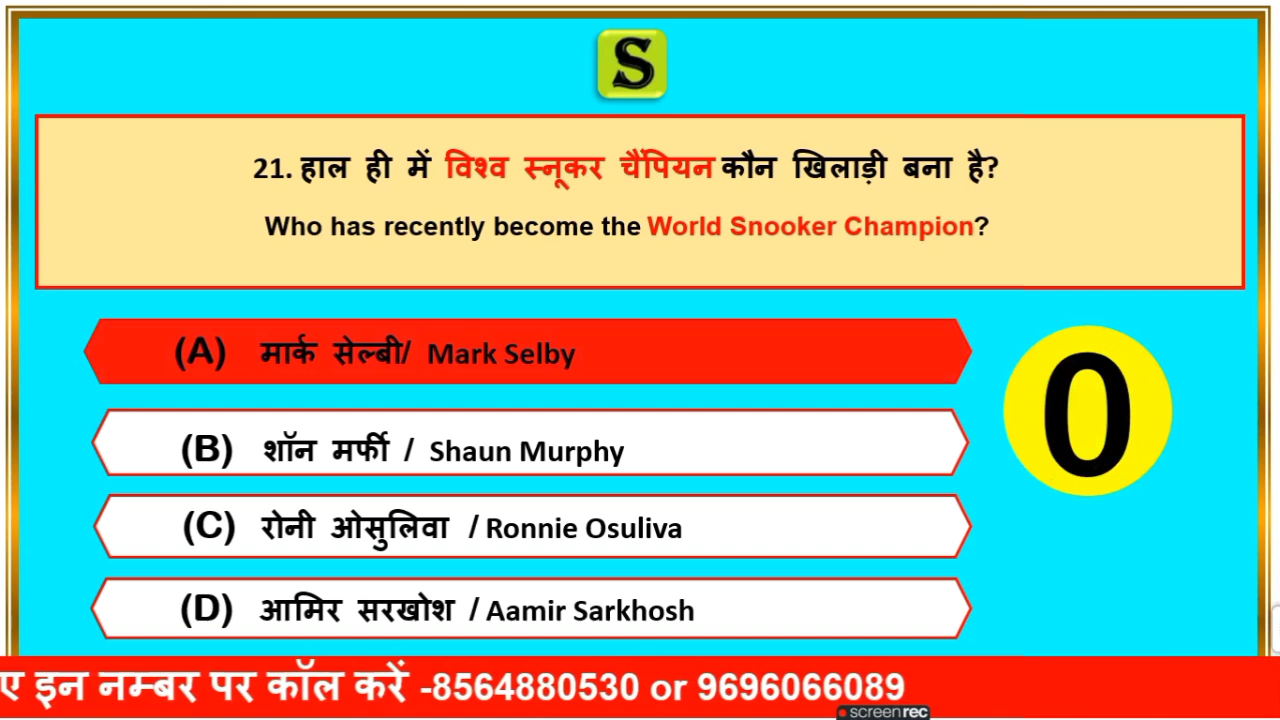 S
21. हाल ही में विश्व स्नूकर चैंपियन कौन खिलाड़ी बना है?
Who has recently become the World Snooker Champion?
(A) मार्क सेल्बी/ Mark Selby
0
(B) शॉन मर्फी / Shaun Murphy
(C) रोनी ओसुलिवा / Ronnie Osuliva
(D) आमिर सरखोश / Aamir Sarkhosh
ए इन नम्बर पर कॉल करें -8564880530 or 9696066089
screenrec